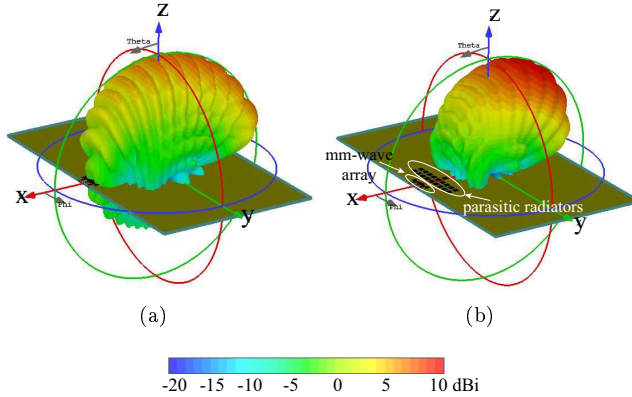 Z
Theta
X
Phi
y
(a)
Z
Theta
mm-wave
array
X
Phi
y
parasitic radiators
(b)
-20 -15 -10 -5 0 5 10 dBi